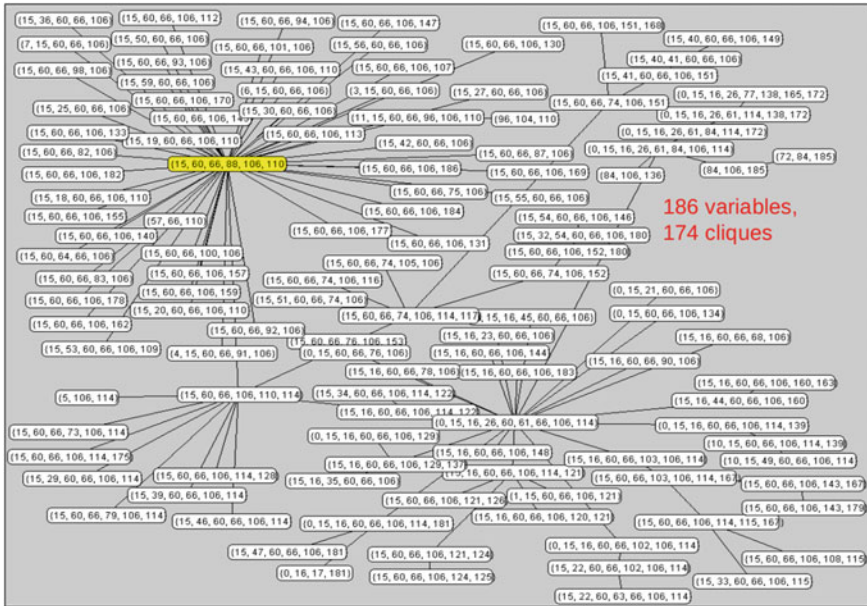 (15, 36, 60, 66, 106)
(15, 60, 66, 106, 112)
(15, 60, 66, 94, 106)
(15, 60, 66, 106, 147)
(15, 60, 66, 106, 151, 168)
(7, 15, 60, 66, 106)
(15, 50, 60, 66, 106)
(15, 60, 66, 101, 106)
(15, 56, 60, 66, 106)
(15, 60, 66, 106, 130)
(15, 40, 60, 66, 106, 149)
(15, 60, 66, 98, 106)
(15, 60, 66, 93, 106)
(15, 43, 60, 66, 106, 110)
(15, 60, 66, 106, 107)
(15, 40, 41, 60, 66, 106)
(15, 59, 60, 66, 106)
(6, 15, 60, 66, 106)
(3, 15, 60, 66, 106)
(15, 27, 60, 66, 106)
(15, 41, 60, 66, 106, 151)
(15, 25, 60, 66, 106)
(15, 60, 66, 106, 170)
(15, 30, 60, 66, 106)
(15, 60, 66, 74, 106, 151)
(0, 15, 16, 26, 77, 138, 165, 172)
(15, 60, 66, 106, 14
(11, 15, 60, 66, 96, 106, 110)
(96, 104, 110)
(0, 15, 16, 26, 61, 114, 138, 172)
(15, 60, 66, 106, 133)
(15, 19, 60, 66, 106, 110)
(15, 60, 66, 106, 113)
(15, 42, 60, 66, 106)
(0, 15, 16, 26, 61, 84, 114, 172)
(15, 60, 66, 82, 106)
(15, 60, 66, 88, 106, 110)
(15, 60, 66, 87, 106)
(0, 15, 16, 26, 61, 84, 106, 114)
(72, 84, 185)
(15, 60, 66, 106, 182)
(15, 60, 66, 106, 186)
(15, 60, 66, 106, 169)
(84, 106, 136)
(84, 106, 185)
(15, 18, 60, 66, 106, 110)
(15, 60, 66, 75, 106)
(15, 55, 60, 66, 106)
186 variables,
(15, 60, 66, 106, 155)
(57, 66, 110)
(15, 60, 66, 106, 184)
(15, 54, 60, 66, 106, 146)
174 cliques
(15, 60, 66, 106, 140)
(15, 60, 66, 106, 177)
(15, 32, 54, 60, 66, 106, 180)
(15, 60, 64, 66, 106)
(15, 60, 66, 100, 106)
(15, 60, 66, 106, 131)
(15, 60, 66, 106, 152, 180)
(15, 60, 66, 83, 106)
(15, 60, 66, 106, 157)
(15, 60, 66, 74, 105, 106)
(15, 60, 66, 74, 106, 152)
(15, 60, 66, 106, 178)
(15, 60, 66, 106, 159)
(15, 60, 66, 74, 106, 116)
(0, 15, 21, 60, 66, 106)
(15, 60, 66, 106, 162)
(15, 20, 60, 66, 106, 110)
(15, 51, 60, 66, 74, 106)
(15, 60, 66, 74, 106, 114, 117)
15, 16, 45, 60, 66, 106)
(0, 15, 60, 66, 106, 134)
(15, 53, 60, 66, 106, 109)
(15, 60, 66, 92, 106)
(15, 60, 66, 76, 106, 153)
(15, 16, 23, 60, 66, 106)
(15, 16, 60, 66, 68, 106)
(4, 15, 60, 66, 91, 106)
(0, 15, 60, 66, 76, 106)
(15, 16, 60, 66, 106, 144)
(15, 16, 60, 66, 90, 106)
(15, 16, 60, 66, 78, 106)
(15, 16, 60, 66, 106, 183)
(15, 16, 60, 66, 106, 160, 163)
(5, 106, 114)
(15, 60, 66, 106, 110, 114)
(15, 34, 60, 66, 106, 114, 122)
(15, 16, 44, 60, 66, 106, 160)
(15, 16, 60, 66, 106, 114, 122)
(0, 15, 16, 26, 60, 61, 66, 106, 114)
(0, 15, 16, 60, 66, 106, 114, 139)
(15, 60, 66, 73, 106, 114)
(0, 15, 16, 60, 66, 106, 129)
(10, 15, 60, 66, 106, 114, 139)
(15, 60, 66, 106, 114, 175)
(15, 16, 60, 66, 106, 148)
(15, 16, 60, 66, 103, 106, 114)
(10, 15, 49, 60, 66, 106, 114)
(15, 29, 60, 66, 106, 114)
(15, 60, 66, 106, 114, 128)
(15, 16, 60, 66, 106, 129, 137)
(15, 16, 60, 66, 106, 114, 121)
(15, 60, 66, 103, 106, 114, 167)
(15, 60, 66, 106, 143, 167)
(15, 16, 35, 60, 66, 106)
(15, 39, 60, 66, 106, 114)
(15, 60, 66, 106, 121, 126)
(1, 15, 60, 66, 106, 121)
(15, 60, 66, 106, 143, 179)
(15, 60, 66, 79, 106, 114)
(15, 46, 60, 66, 106, 114)
(0, 15, 16, 60, 66, 106, 114, 181)
(15, 16, 60, 66, 106, 120, 121)
(15, 60, 66, 106, 114, 115, 167)
(15, 47, 60, 66, 106, 181)
(15, 60, 66, 106, 121, 124)
(0, 15, 16, 60, 66, 102, 106, 114)
(15, 60, 66, 106, 108, 115)
(0, 16, 17, 181)
(15, 60, 66, 106, 124, 125)
(15, 22, 60, 66, 102, 106, 114)
(15, 33, 60, 66, 106, 115)
(15, 22, 60, 63, 66, 106, 114)